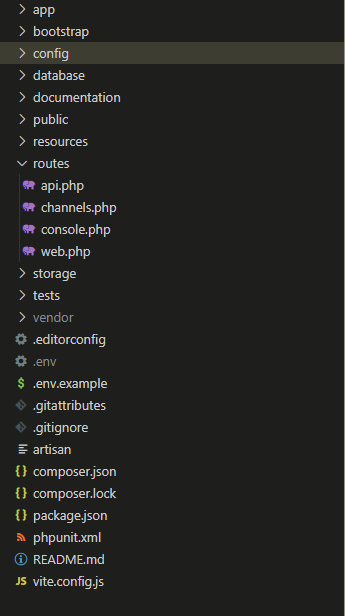 app
bootstrap
config
database
documentation
public
resources
routes
api.php
channels.php
console.php
web.php
storage
tests
vendor
.editorconfig
.env
.env.example
.gitattributes
.gitignore
artisan
composer.json
composer.lock
package.json
phpunit.xml
README.md
vite.config.js